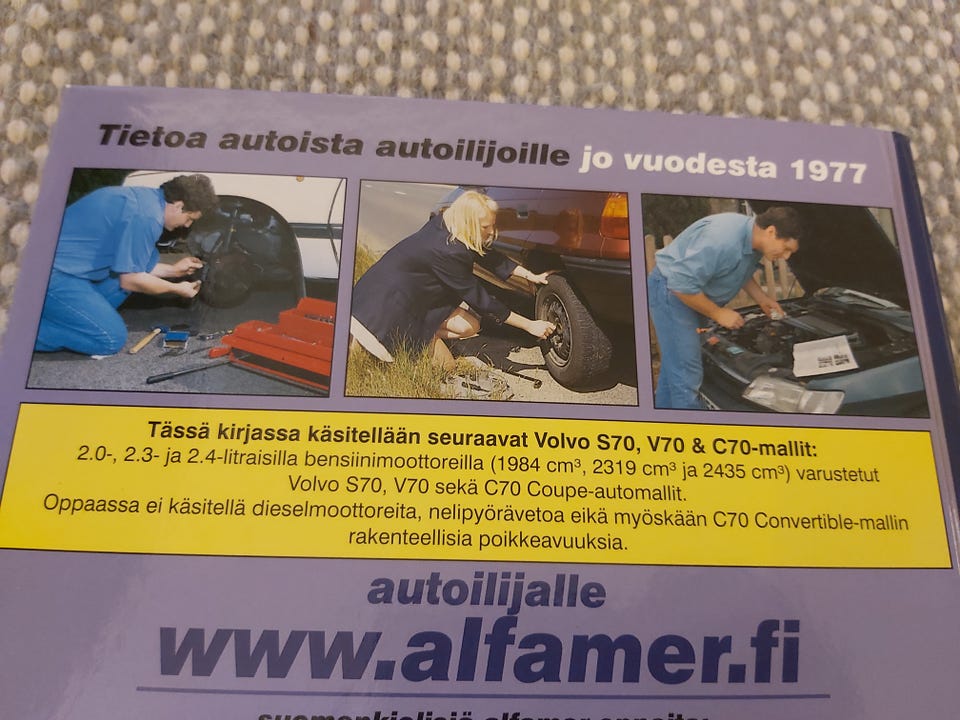 Tietoa autoista autoilijoille jo vuodesta 1977
Tässä kirjassa käsitellään seuraavat Volvo S70, V70 & C70-mallit:
2.0-, 2.3- ja 2.4-litraisilla bensiinimoottoreilla (1984 cm³, 2319 cm³ ja 2435 cm³) varustetut
Volvo S70, V70 sekä C70 Coupe-automallit.
Oppaassa ei käsitellä dieselmoottoreita, nelipyörävetoa eikä myöskään C70 Convertible-mallin
rakenteellisia poikkeavuuksia.
autoilijalle
www.alfamer.fi